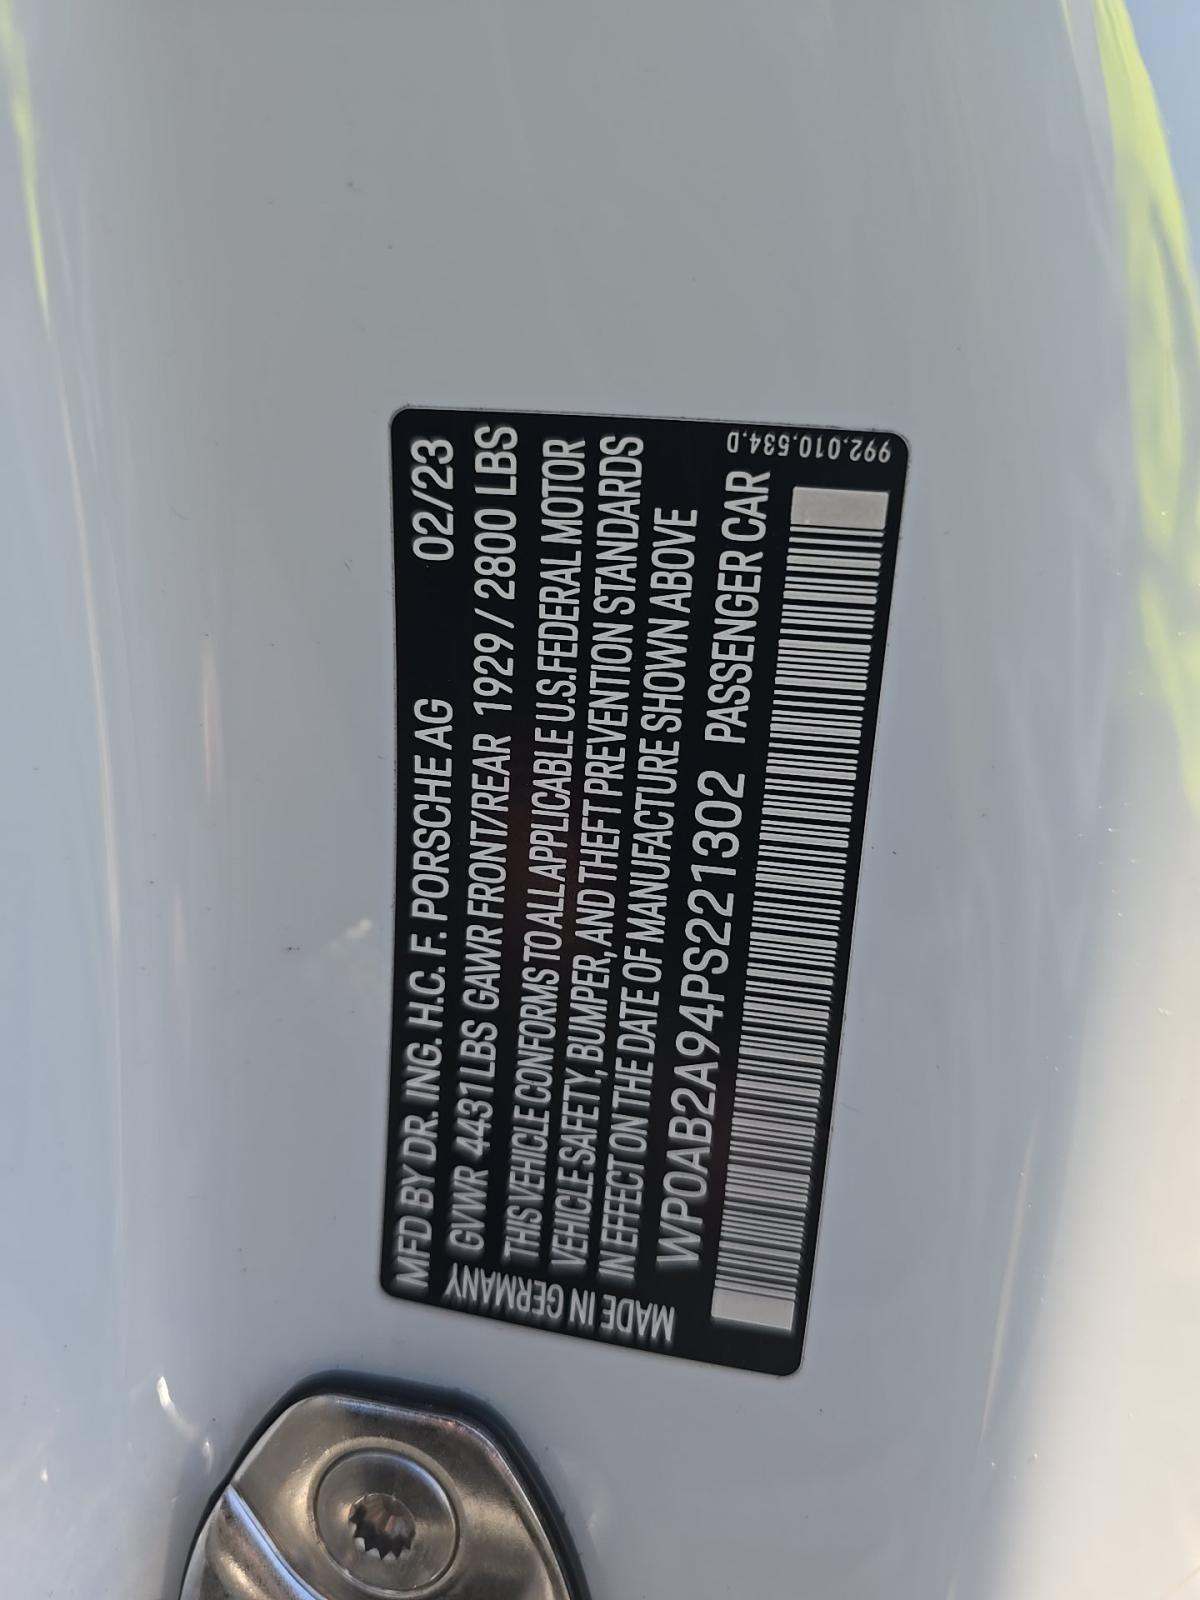 MFD BY DR. ING. H.C. F. PORSCHE AG 02/23
GVWR 4431LBS GAWR FRONT/REAR 1929 / 2800 LBS
THIS VEHICLE CONFORMS TO ALL APPLICABLE U.S.FEDERAL MOTOR
VEHICLE SAFETY, BUMPER, AND THEFT PREVENTION STANDARDS
IN EFFECT ON THE DATE OF MANUFACTURE SHOWN ABOVE
WP0AB2A94PS221302 PASSENGER CAR
MADE IN GERMANY
992.010.534.D